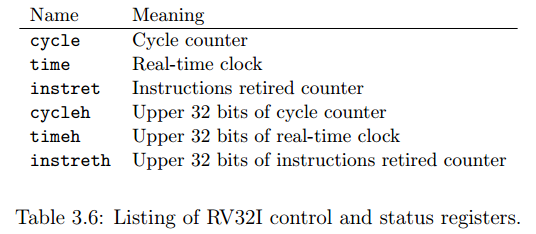 Name Meaning
cycle Cycle counter
time Real-time clock
instret Instructions retired counter
cycleh Upper 32 bits of cycle counter
timeh Upper 32 bits of real-time clock
instreth Upper 32 bits of instructions retired counter
Table 3.6: Listing of RV32I control and status registers.